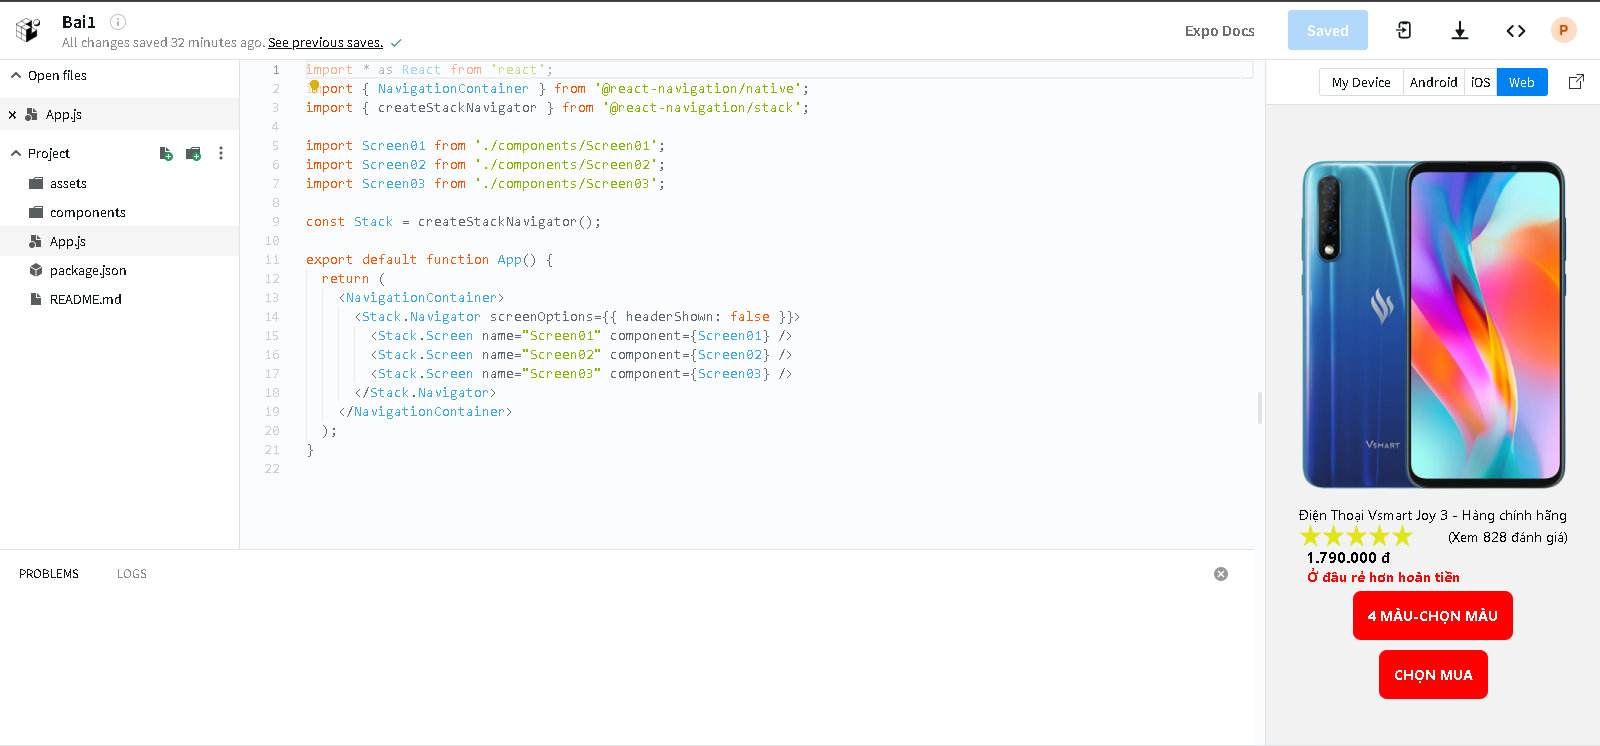 Bai1
All changes saved 32 minutes ago. See previous saves.
Expo Docs
Saved
P
Open files
App.js
Project
assets
components
App.js
package.json
README.md
1 import * as React from 'react';
2 import { NavigationContainer } from '@react-navigation/native';
3 import { createStackNavigator } from '@react-navigation/stack';
4
5 import Screen01 from './components/Screen01';
6 import Screen02 from './components/Screen02';
7 import Screen03 from './components/Screen03';
8
9 const Stack = createStackNavigator();
10
11 export default function App() {
12 return (
13 <NavigationContainer>
14 <Stack.Navigator screenOptions={{ headerShown: false }}>
15 <Stack.Screen name="Screen01" component={Screen01} />
16 <Stack.Screen name="Screen02" component={Screen02} />
17 <Stack.Screen name="Screen03" component={Screen03} />
18 </Stack.Navigator>
19 </NavigationContainer>
20 );
21 }
22
PROBLEMS LOGS
My Device Android iOS Web
VSMART
Điện Thoại Vsmart Joy 3 - Hàng chính hãng
(Xem 828 đánh giá)
1.790.000 đ
Ở đâu rẻ hơn hoàn tiền
4 MÀU-CHỌN MÀU
CHỌN MUA